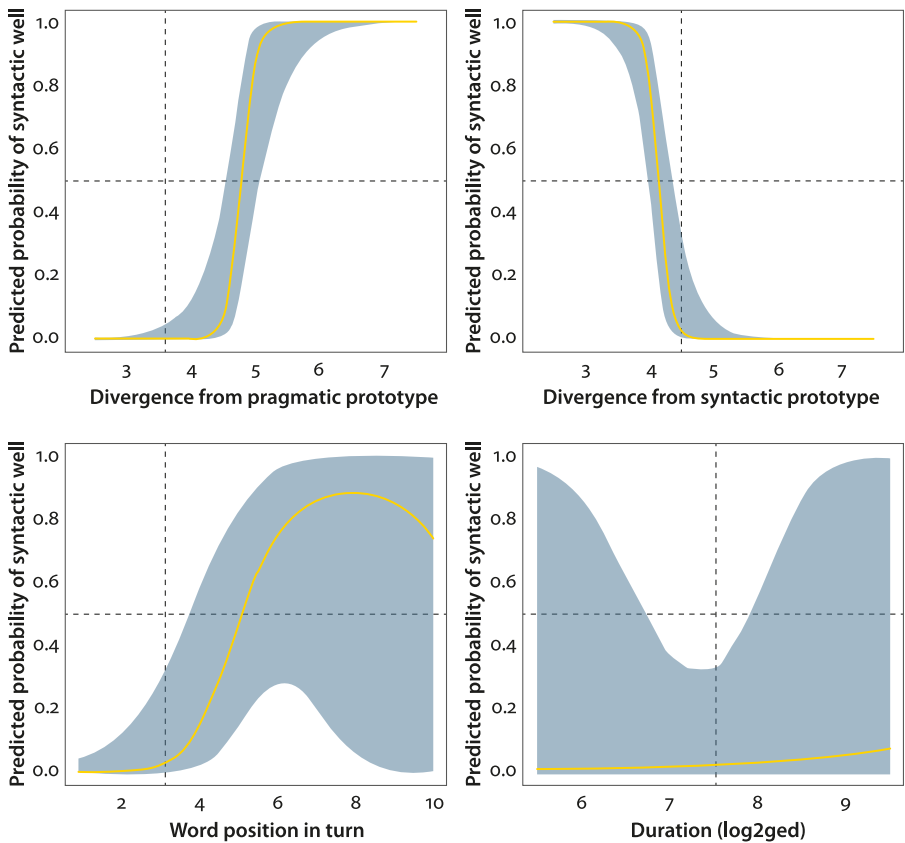 Predicted probability of syntactic well
1.0
0.8
0.6
0.4
0.2
0.0
3 4 5 6 7
Divergence from pragmatic prototype
Predicted probability of syntactic well
1.0
0.8
0.6
0.4
0.2
0.0
3 4 5 6 7
Divergence from syntactic prototype
Predicted probability of syntactic well
1.0
0.8
0.6
0.4
0.2
0.0
2 4 6 8 10
Word position in turn
Predicted probability of syntactic well
1.0
0.8
0.6
0.4
0.2
0.0
6 7 8 9
Duration (log2ged)